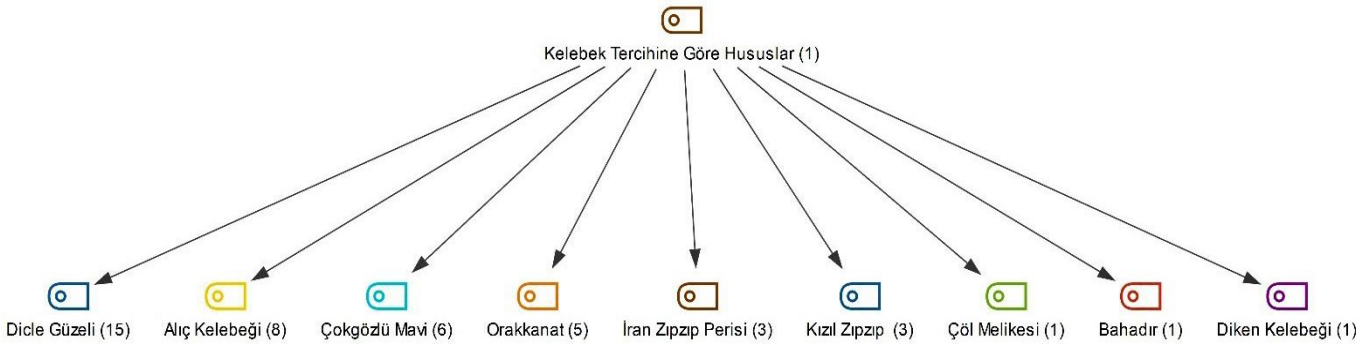 Kelebek Tercihine Göre Hususlar (1)
Dicle Güzeli (15) Alıç Kelebeği (8) Çokgözlü Mavi (6) Orakkanat (5) İran Zıpzıp Perisi (3) Kızıl Zıpzıp (3) Çöl Melikesi (1) Bahadır (1) Diken Kelebeği (1)